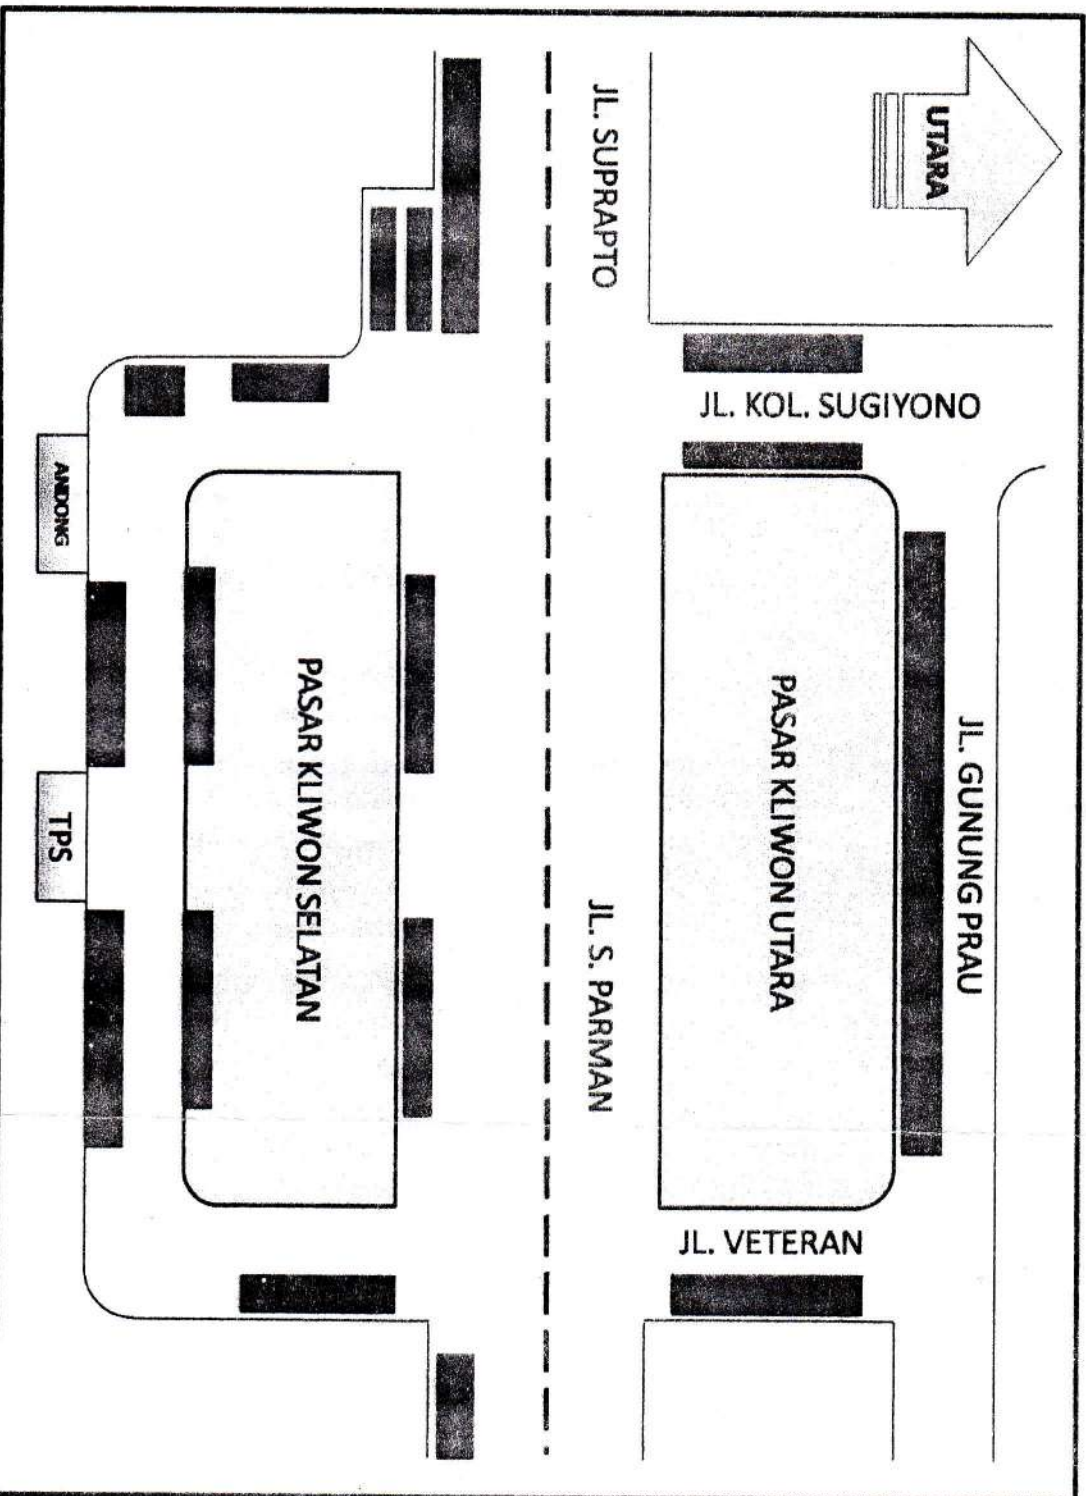 UTARA
JL. SUPRAPTO
JL. KOL. SUGIYONO
JL. GUNUNG PRAU
PASAR KLIWON UTARA
JL. S. PARMAN
JL. VETERAN
PASAR KLIWON SELATAN
ANDONG
TPS